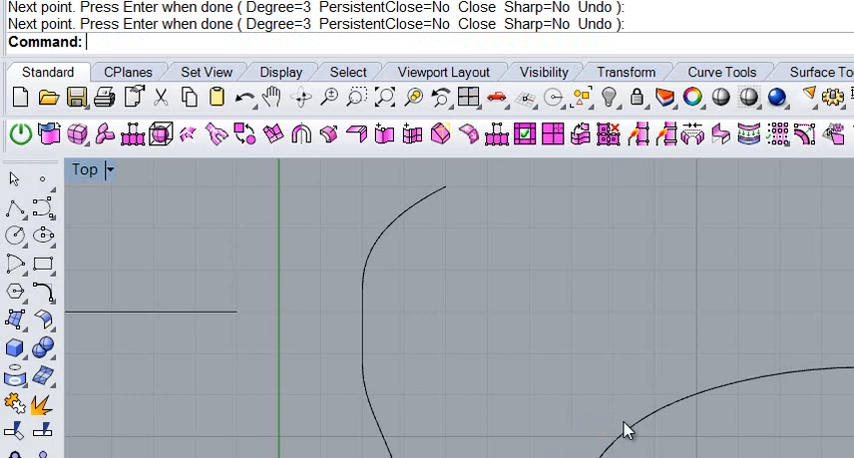 Next point. Press Enter when done ( Degree=3  PersistentClose=No  Close  Sharp=No  Undo ):
Next point. Press Enter when done ( Degree=3  PersistentClose=No  Close  Sharp=No  Undo ):
Command:
Standard CPlanes Set View Display Select Viewport Layout Visibility Transform Curve Tools Surface To
Top